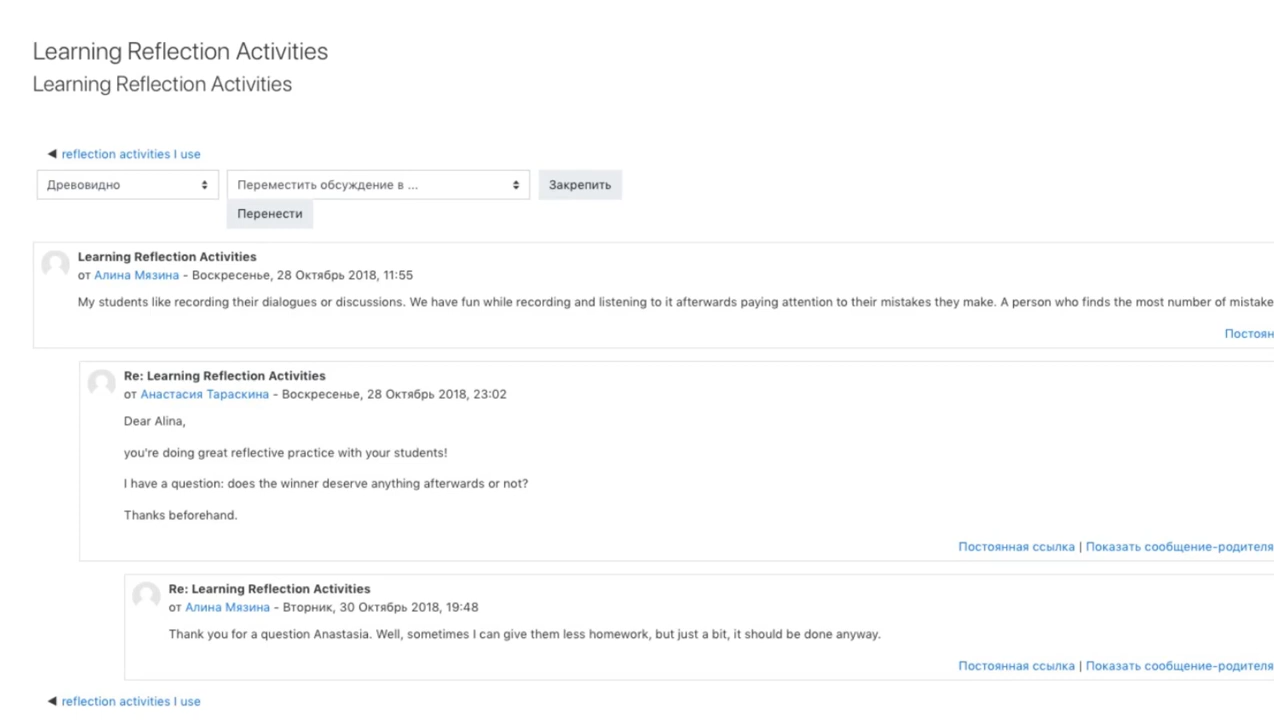 Learning Reflection Activities
Learning Reflection Activities
◀ reflection activities I use
Древовидно
Переместить обсуждение в ...
Закрепить
Перенести
Learning Reflection Activities
от Алина Мязина - Воскресенье, 28 Октябрь 2018, 11:55
My students like recording their dialogues or discussions. We have fun while recording and listening to it afterwards paying attention to their mistakes they make. A person who finds the most number of mistake
Постоян
Re: Learning Reflection Activities
от Анастасия Тараскина - Воскресенье, 28 Октябрь 2018, 23:02
Dear Alina,
you're doing great reflective practice with your students!
I have a question: does the winner deserve anything afterwards or not?
Thanks beforehand.
Постоянная ссылка | Показать сообщение-родителя
Re: Learning Reflection Activities
от Алина Мязина - Вторник, 30 Октябрь 2018, 19:48
Thank you for a question Anastasia. Well, sometimes I can give them less homework, but just a bit, it should be done anyway.
Постоянная ссылка | Показать сообщение-родителя
◀ reflection activities I use